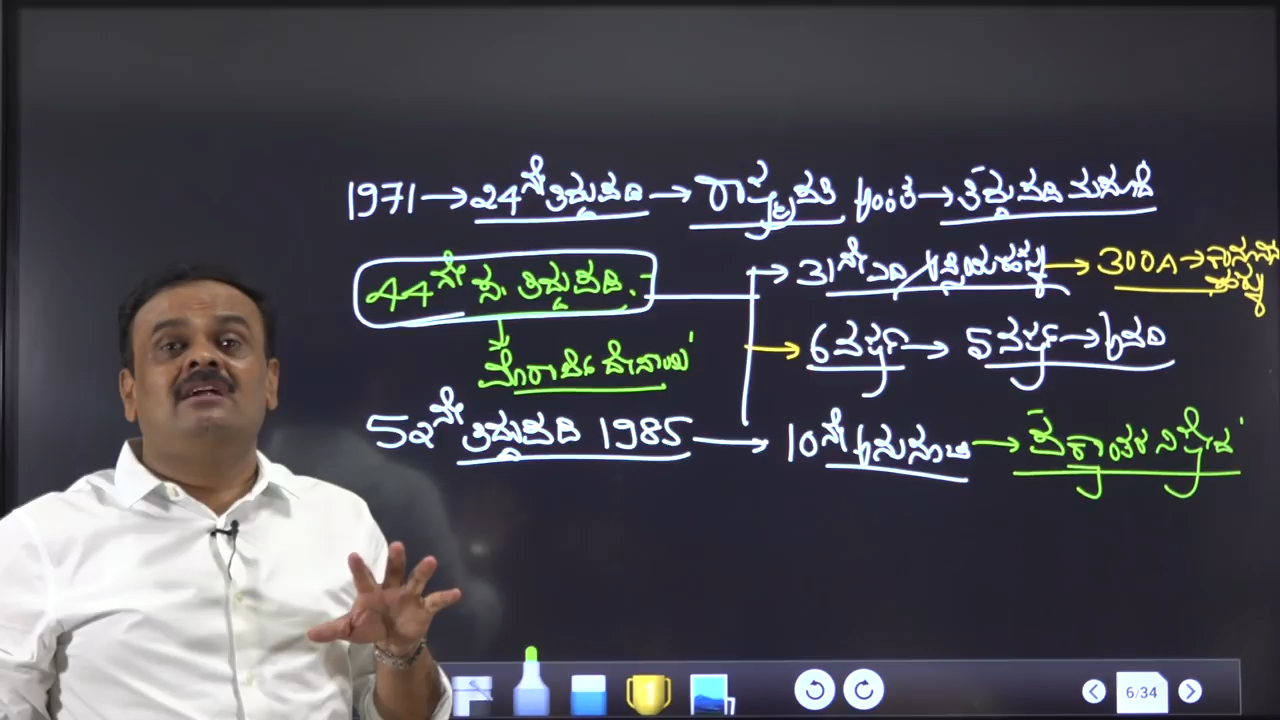 1971 → 24ನೇ ತಿದ್ದುಪಡಿ → ರಾಷ್ಟ್ರಪತಿ ಅಂಕಿತ → ತಿದ್ದುಪಡಿ ಮಸೂದೆ
44ನೇ ಸಂ. ತಿದ್ದುಪಡಿ. → 31ನೇ ವಿಧಿ / ಆಸ್ತಿಯ ಹಕ್ಕು → 300A → ಕಾನೂನು ಹಕ್ಕು
ಮೊರಾರ್ಜಿ ದೇಸಾಯಿ
6 ವರ್ಷ → 5 ವರ್ಷ → ಅವಧಿ
52ನೇ ತಿದ್ದುಪಡಿ 1985 → 10ನೇ ಅನುಸೂಚಿ → ಪಕ್ಷಾಂತರ ನಿಷೇಧ
6/34